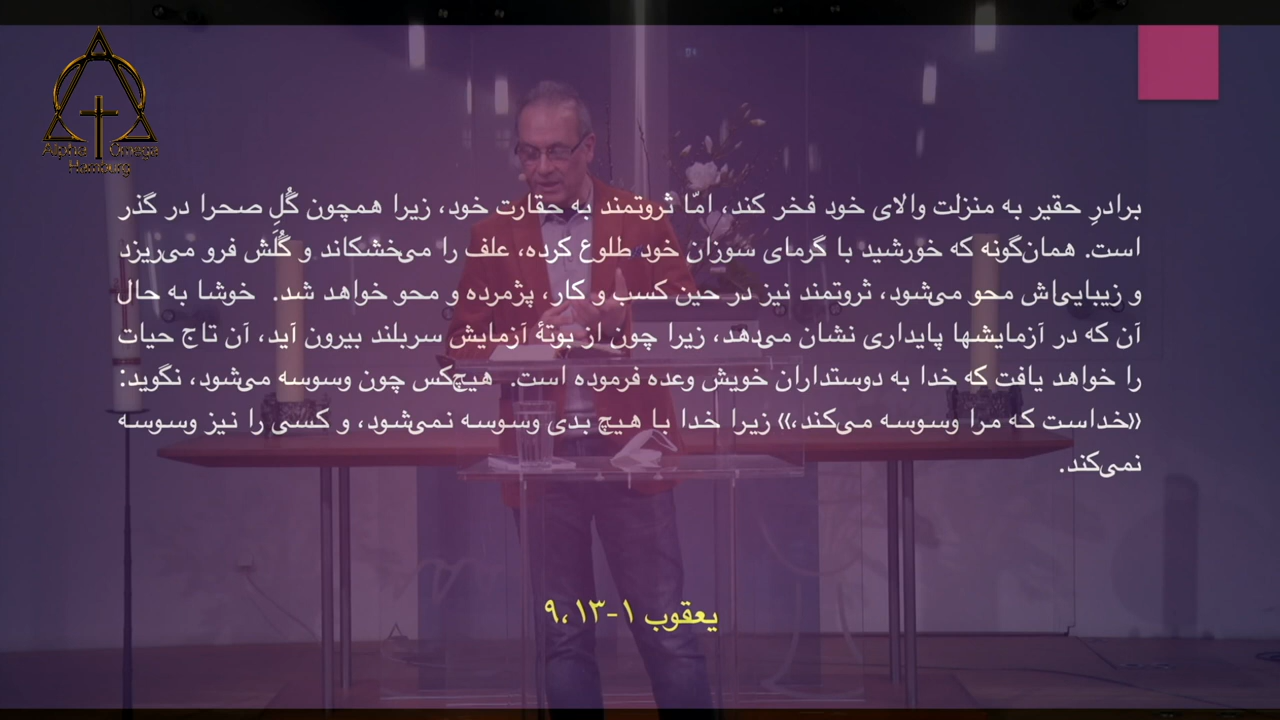 Alpha Omega
Hamburg
برادرِ حقیر به منزلت والای خود فخر کند، امّا ثروتمند به حقارت خود، زیرا همچون گُلِ صحرا در گذر
است. همان‌گونه که خورشید با گرمای سوزان خود طلوع کرده، علف را می‌خشکاند و گُلَش فرو می‌ریزد
و زیبایی‌اش محو می‌شود، ثروتمند نیز در حین کسب و کار، پژمرده و محو خواهد شد. خوشا به حال
آن که در آزمایشها پایداری نشان می‌دهد، زیرا چون از بوتهٔ آزمایش سربلند بیرون آید، آن تاج حیات
را خواهد یافت که خدا به دوستداران خویش وعده فرموده است. هیچ‌کس چون وسوسه می‌شود، نگوید:
«خداست که مرا وسوسه می‌کند،» زیرا خدا با هیچ بدی وسوسه نمی‌شود، و کسی را نیز وسوسه
نمی‌کند.
یعقوب ۱-۹،۱۳